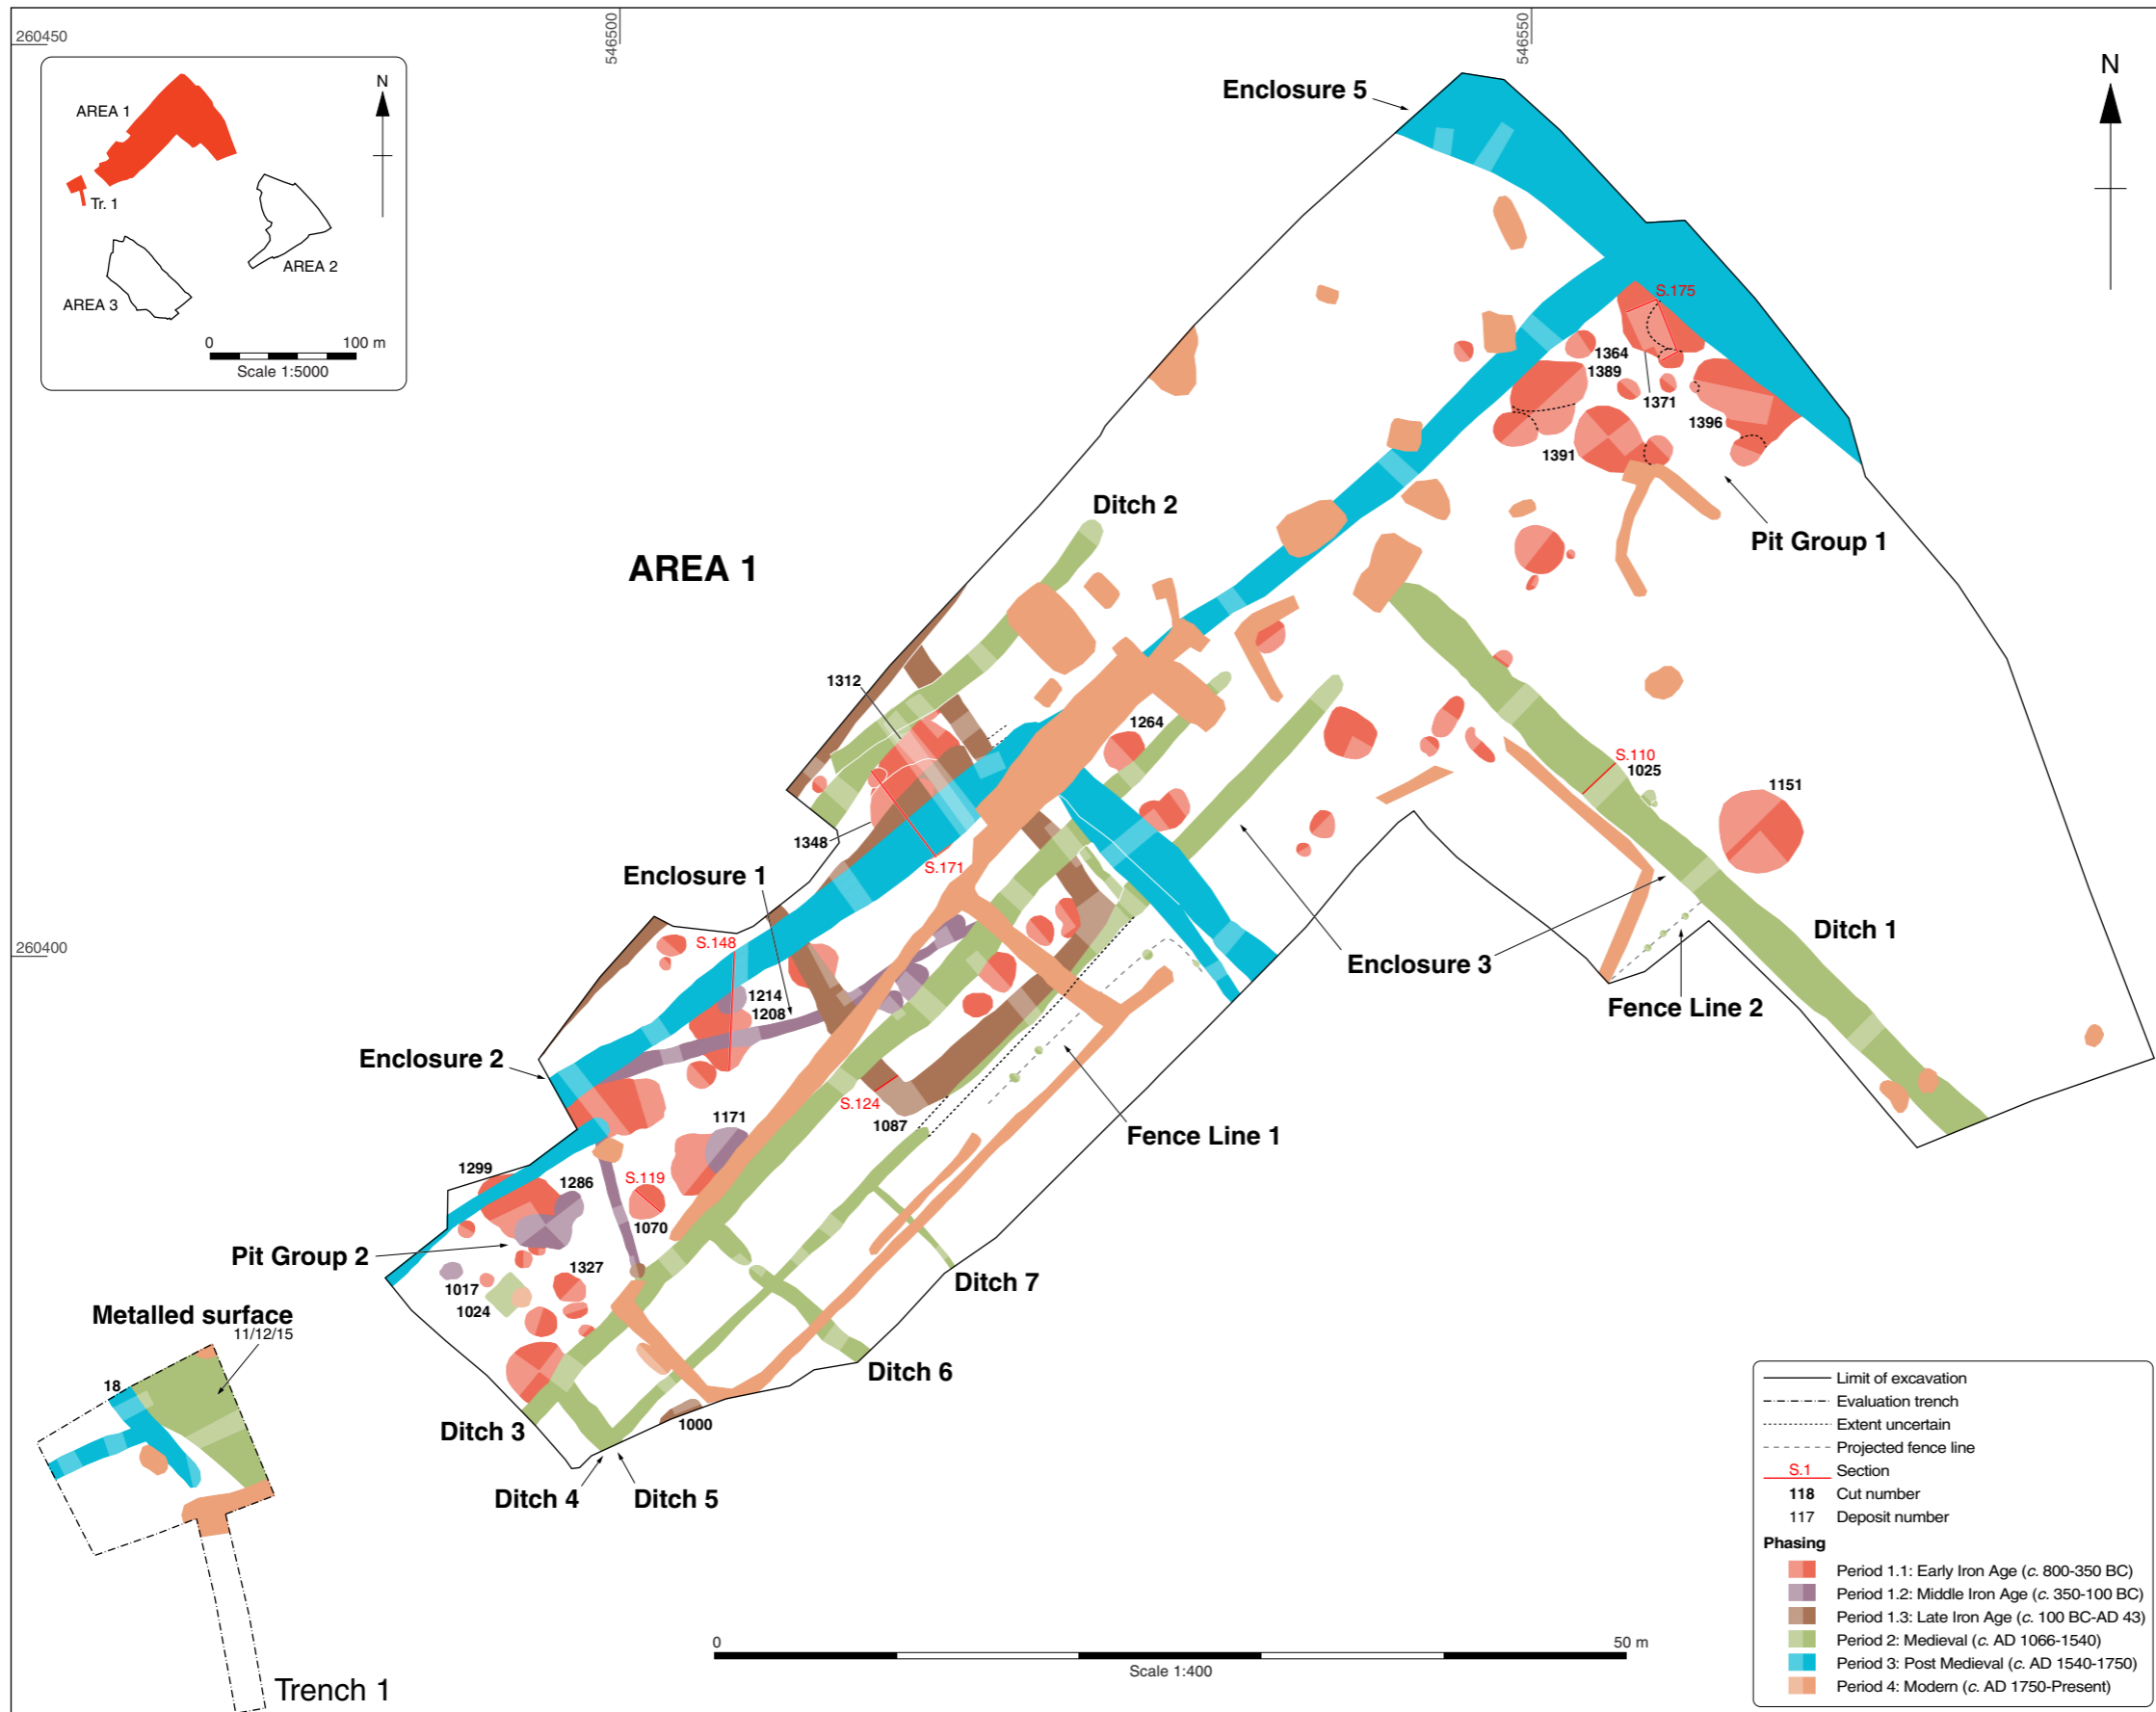 260450
546500
546550
AREA 1
Tr. 1
AREA 2
AREA 3
N
0 100 m
Scale 1:5000
N
Enclosure 5
S.175
1364
1389
1371
1396
1391
Pit Group 1
Ditch 2
AREA 1
1312
1264
S.110
1025
1151
1348
S.171
Enclosure 1
260400
S.148
1214
1208
Enclosure 3
Ditch 1
Fence Line 2
Enclosure 2
S.124
1087
1171
Fence Line 1
1299
1286
S.119
1070
Pit Group 2
1017
1024
1327
Ditch 7
Metalled surface
11/12/15
18
Ditch 6
Ditch 3
1000
Ditch 4
Ditch 5
Trench 1
0 50 m
Scale 1:400
Limit of excavation
Evaluation trench
Extent uncertain
Projected fence line
S.1 Section
118 Cut number
117 Deposit number
Phasing
Period 1.1: Early Iron Age (c. 800-350 BC)
Period 1.2: Middle Iron Age (c. 350-100 BC)
Period 1.3: Late Iron Age (c. 100 BC-AD 43)
Period 2: Medieval (c. AD 1066-1540)
Period 3: Post Medieval (c. AD 1540-1750)
Period 4: Modern (c. AD 1750-Present)